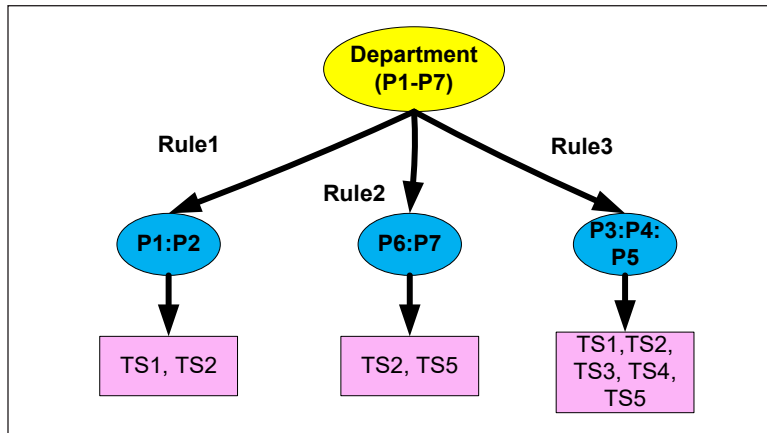 Department
(P1-P7)
Rule1
Rule3
Rule2
P1:P2
P6:P7
P3:P4:
P5
TS1, TS2
TS2, TS5
TS1,TS2,
TS3, TS4,
TS5